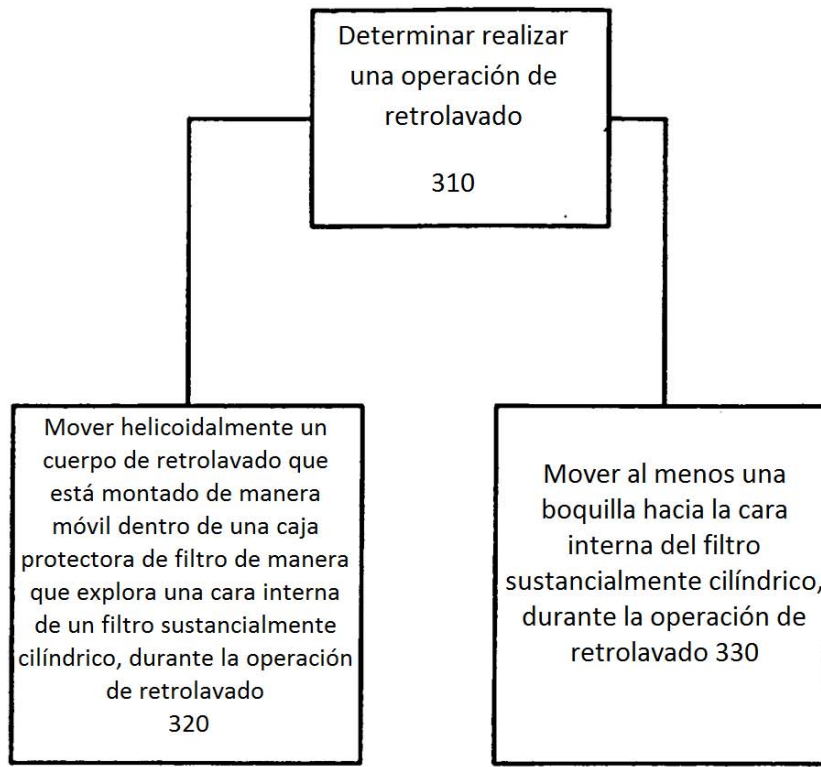 Determinar realizar
una operación de
retrolavado
310
Mover helicoidalmente un
cuerpo de retrolavado que
está montado de manera
móvil dentro de una caja
protectora de filtro de manera
que explora una cara interna
de un filtro sustancialmente
cilíndrico, durante la operación
de retrolavado
320
Mover al menos una
boquilla hacia la cara
interna del filtro
sustancialmente cilíndrico,
durante la operación de
retrolavado 330